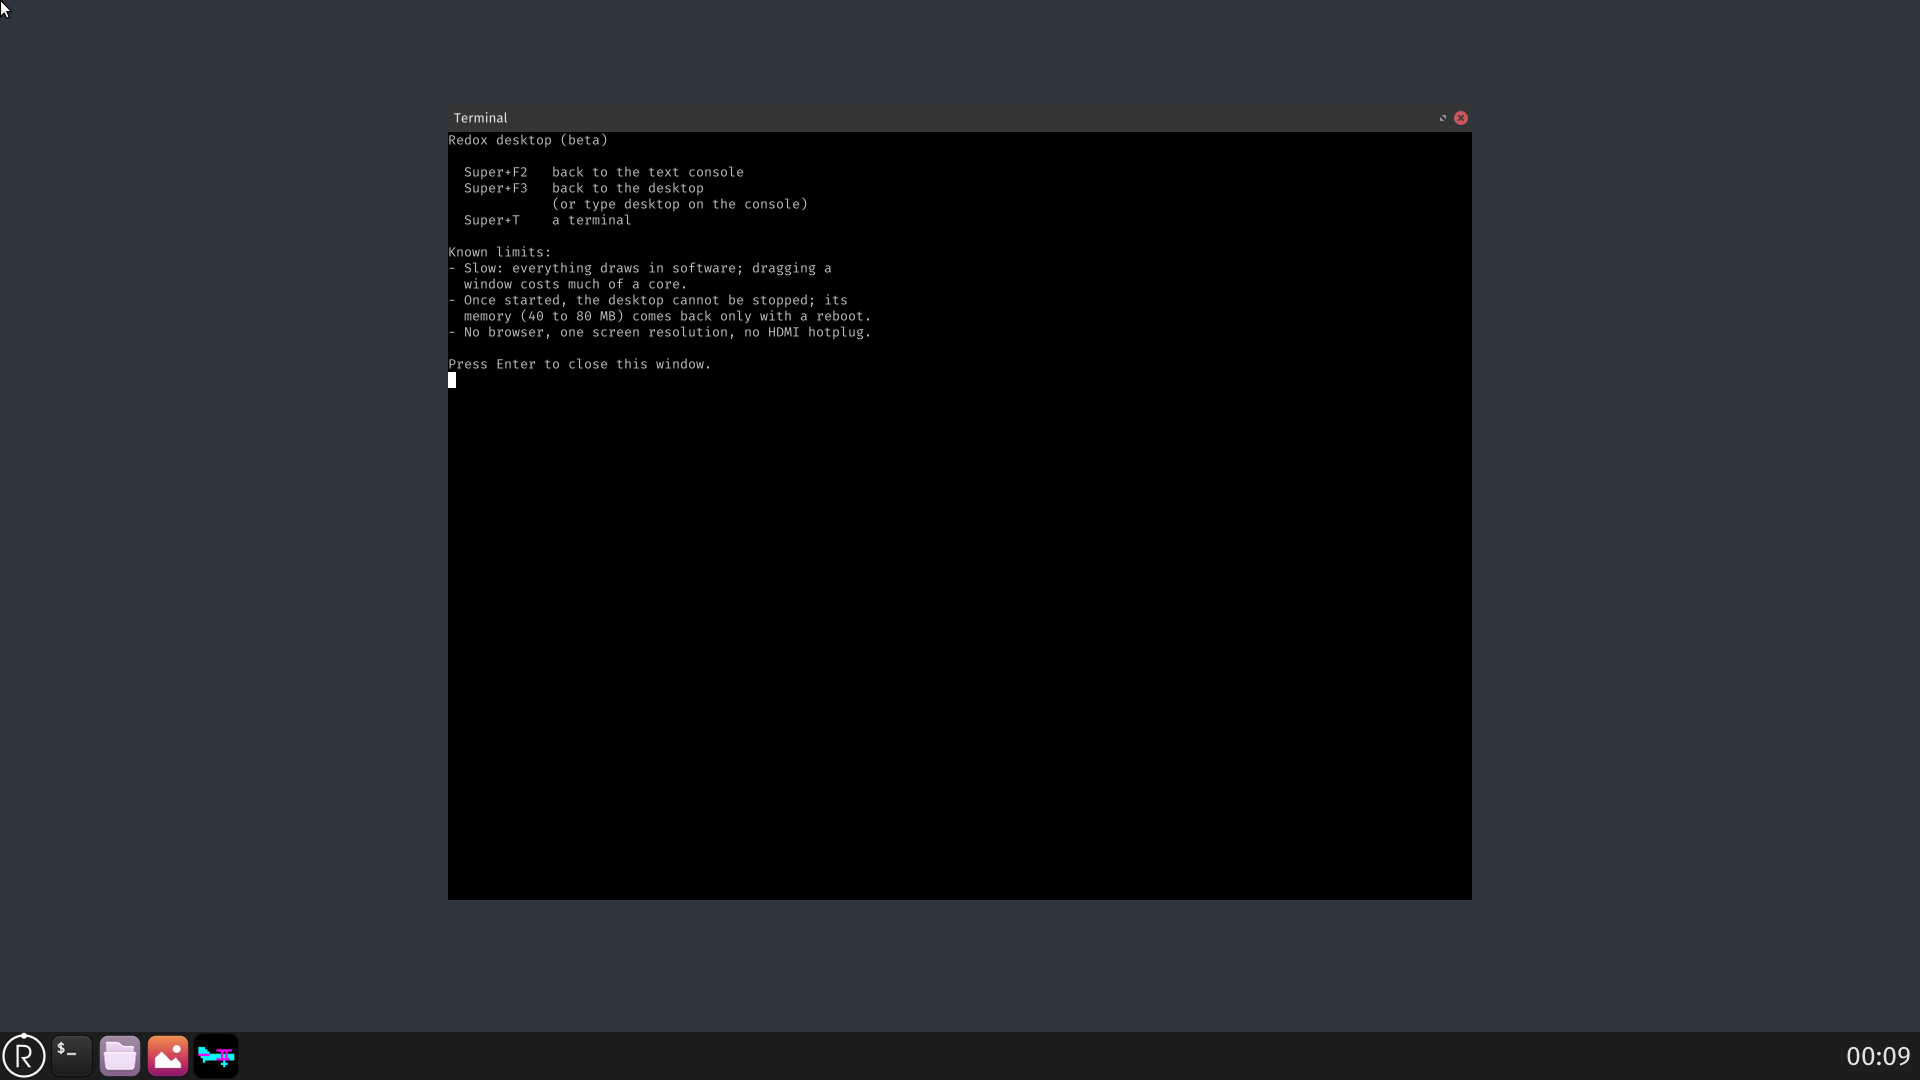 Terminal
Redox desktop (beta)
Super+F2 back to the text console
Super+F3 back to the desktop
(or type desktop on the console)
Super+T a terminal
Known limits:
- Slow: everything draws in software; dragging a
window costs much of a core.
- Once started, the desktop cannot be stopped; its
memory (40 to 80 MB) comes back only with a reboot.
- No browser, one screen resolution, no HDMI hotplug.
Press Enter to close this window.
R
$_
00:09